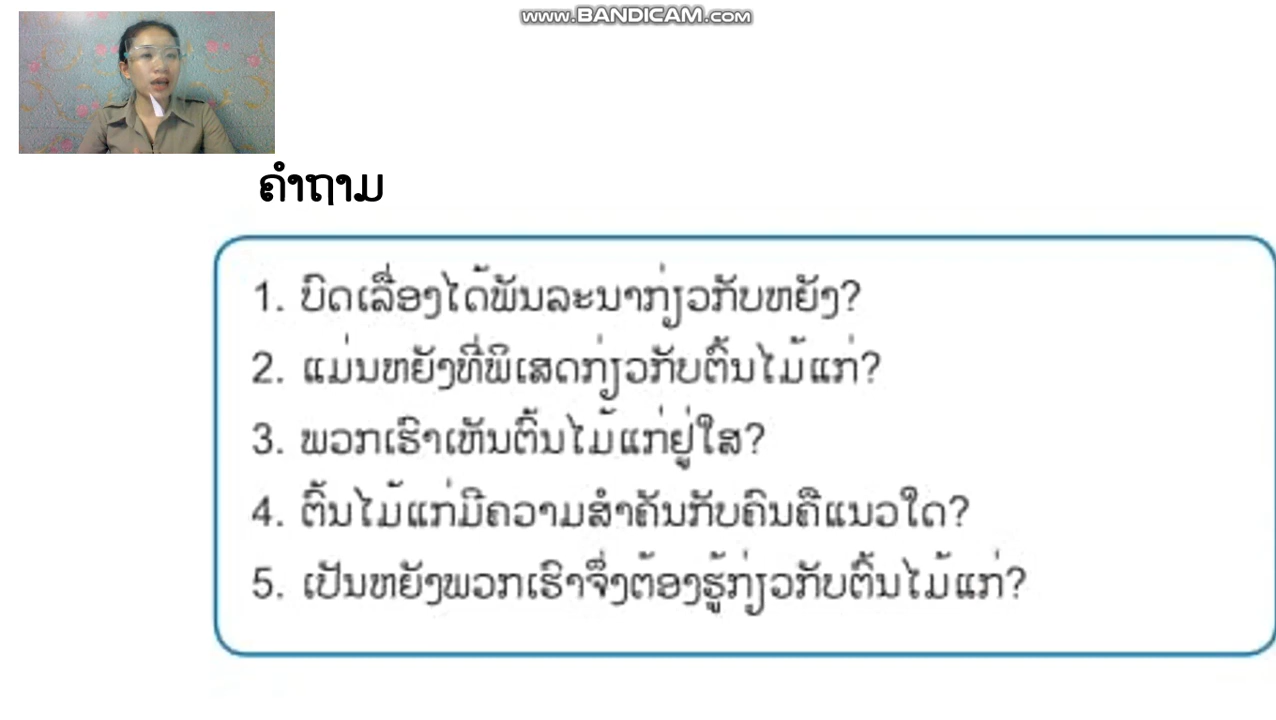 www.BANDICAM.com
ຄຳຖາມ
1. ບົດເລື່ອງໄດ້ພັນລະນາກ່ຽວກັບຫຍັງ?
2. ແມ່ນຫຍັງທີ່ພິເສດກ່ຽວກັບຕົ້ນໄມ້ແກ່?
3. ພວກເຮົາເຫັນຕົ້ນໄມ້ແກ່ຢູ່ໃສ?
4. ຕົ້ນໄມ້ແກ່ມີຄວາມສຳຄັນກັບຄົນຄືແນວໃດ?
5. ເປັນຫຍັງພວກເຮົາຈຶ່ງຕ້ອງຮູ້ກ່ຽວກັບຕົ້ນໄມ້ແກ່?